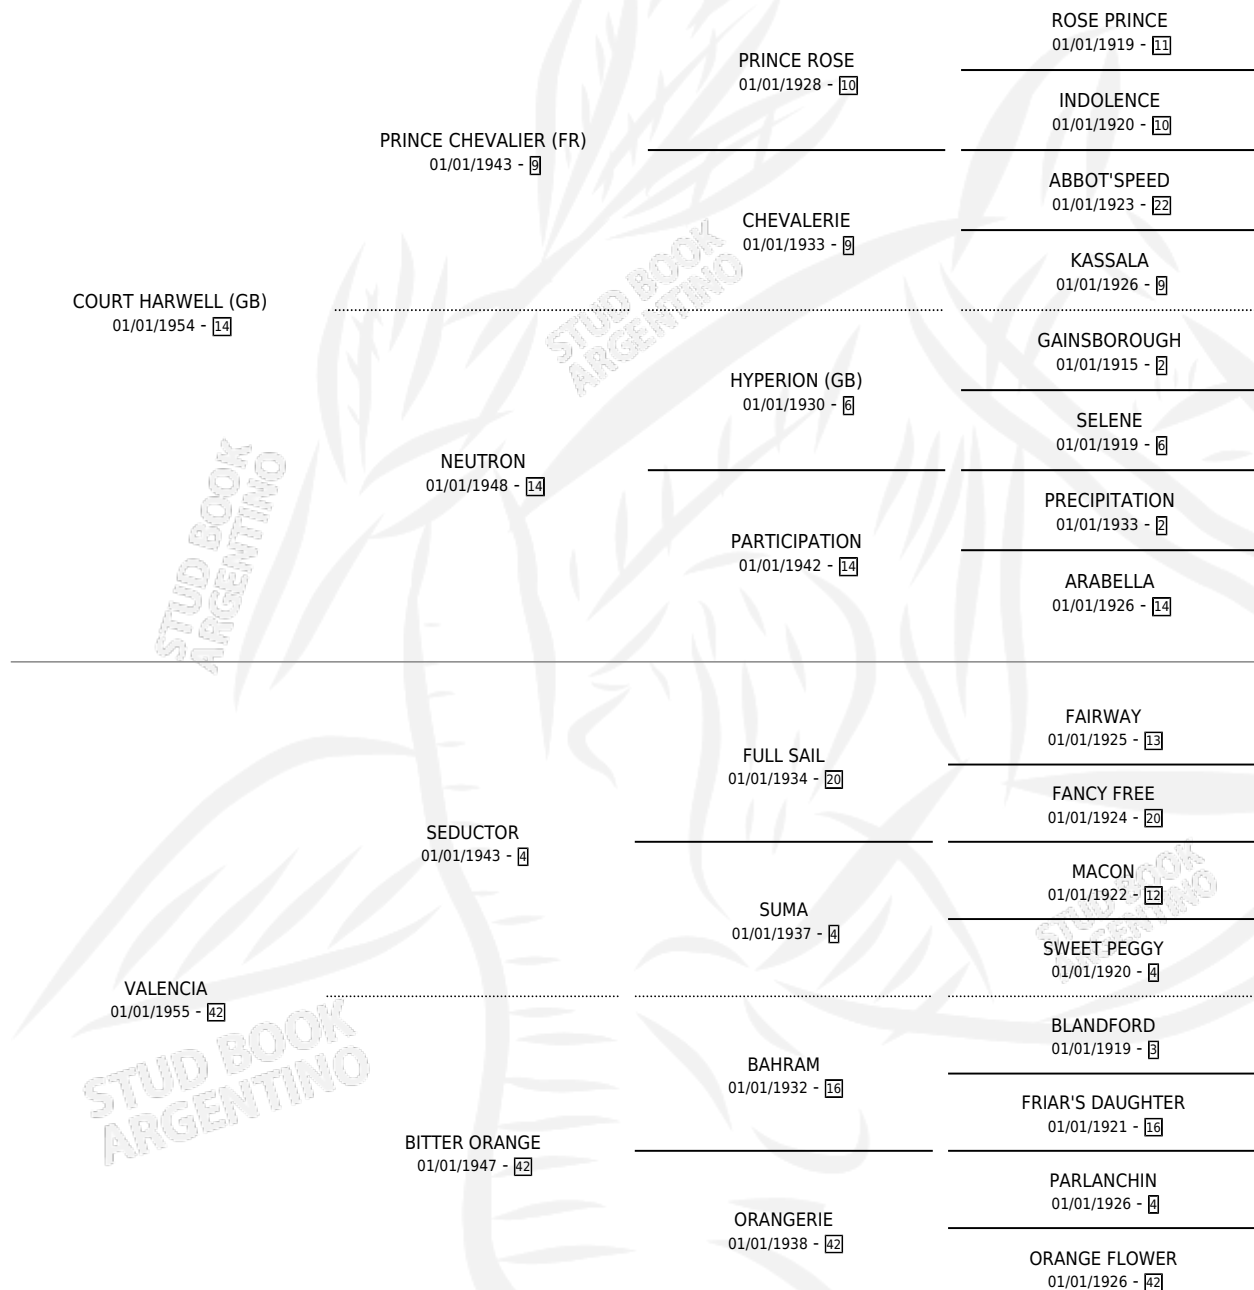 ROSE PRINCE
01/01/1919 - 11
PRINCE ROSE
01/01/1928 - 10
INDOLENCE
01/01/1920 - 10
PRINCE CHEVALIER (FR)
01/01/1943 - 9
ABBOT'SPEED
01/01/1923 - 22
CHEVALERIE
01/01/1933 - 9
KASSALA
01/01/1926 - 9
COURT HARWELL (GB)
01/01/1954 - 14
STUD BOOK
ARGENTINO
GAINSBOROUGH
01/01/1915 - 2
HYPERION (GB)
01/01/1930 - 6
SELENE
01/01/1919 - 6
NEUTRON
01/01/1948 - 14
STUD BOOK
ARGENTINO
PRECIPITATION
01/01/1933 - 2
PARTICIPATION
01/01/1942 - 14
ARABELLA
01/01/1926 - 14
FAIRWAY
01/01/1925 - 13
FULL SAIL
01/01/1934 - 20
FANCY FREE
01/01/1924 - 20
SEDUCTOR
01/01/1943 - 4
MACON
01/01/1922 - 12
STUD BOOK
ARGENTINO
SUMA
01/01/1937 - 4
SWEET PEGGY
01/01/1920 - 4
VALENCIA
01/01/1955 - 42
STUD BOOK
ARGENTINO
BLANDFORD
01/01/1919 - 3
BAHRAM
01/01/1932 - 16
FRIAR'S DAUGHTER
01/01/1921 - 16
BITTER ORANGE
01/01/1947 - 42
PARLANCHIN
01/01/1926 - 4
ORANGERIE
01/01/1938 - 42
ORANGE FLOWER
01/01/1926 - 42